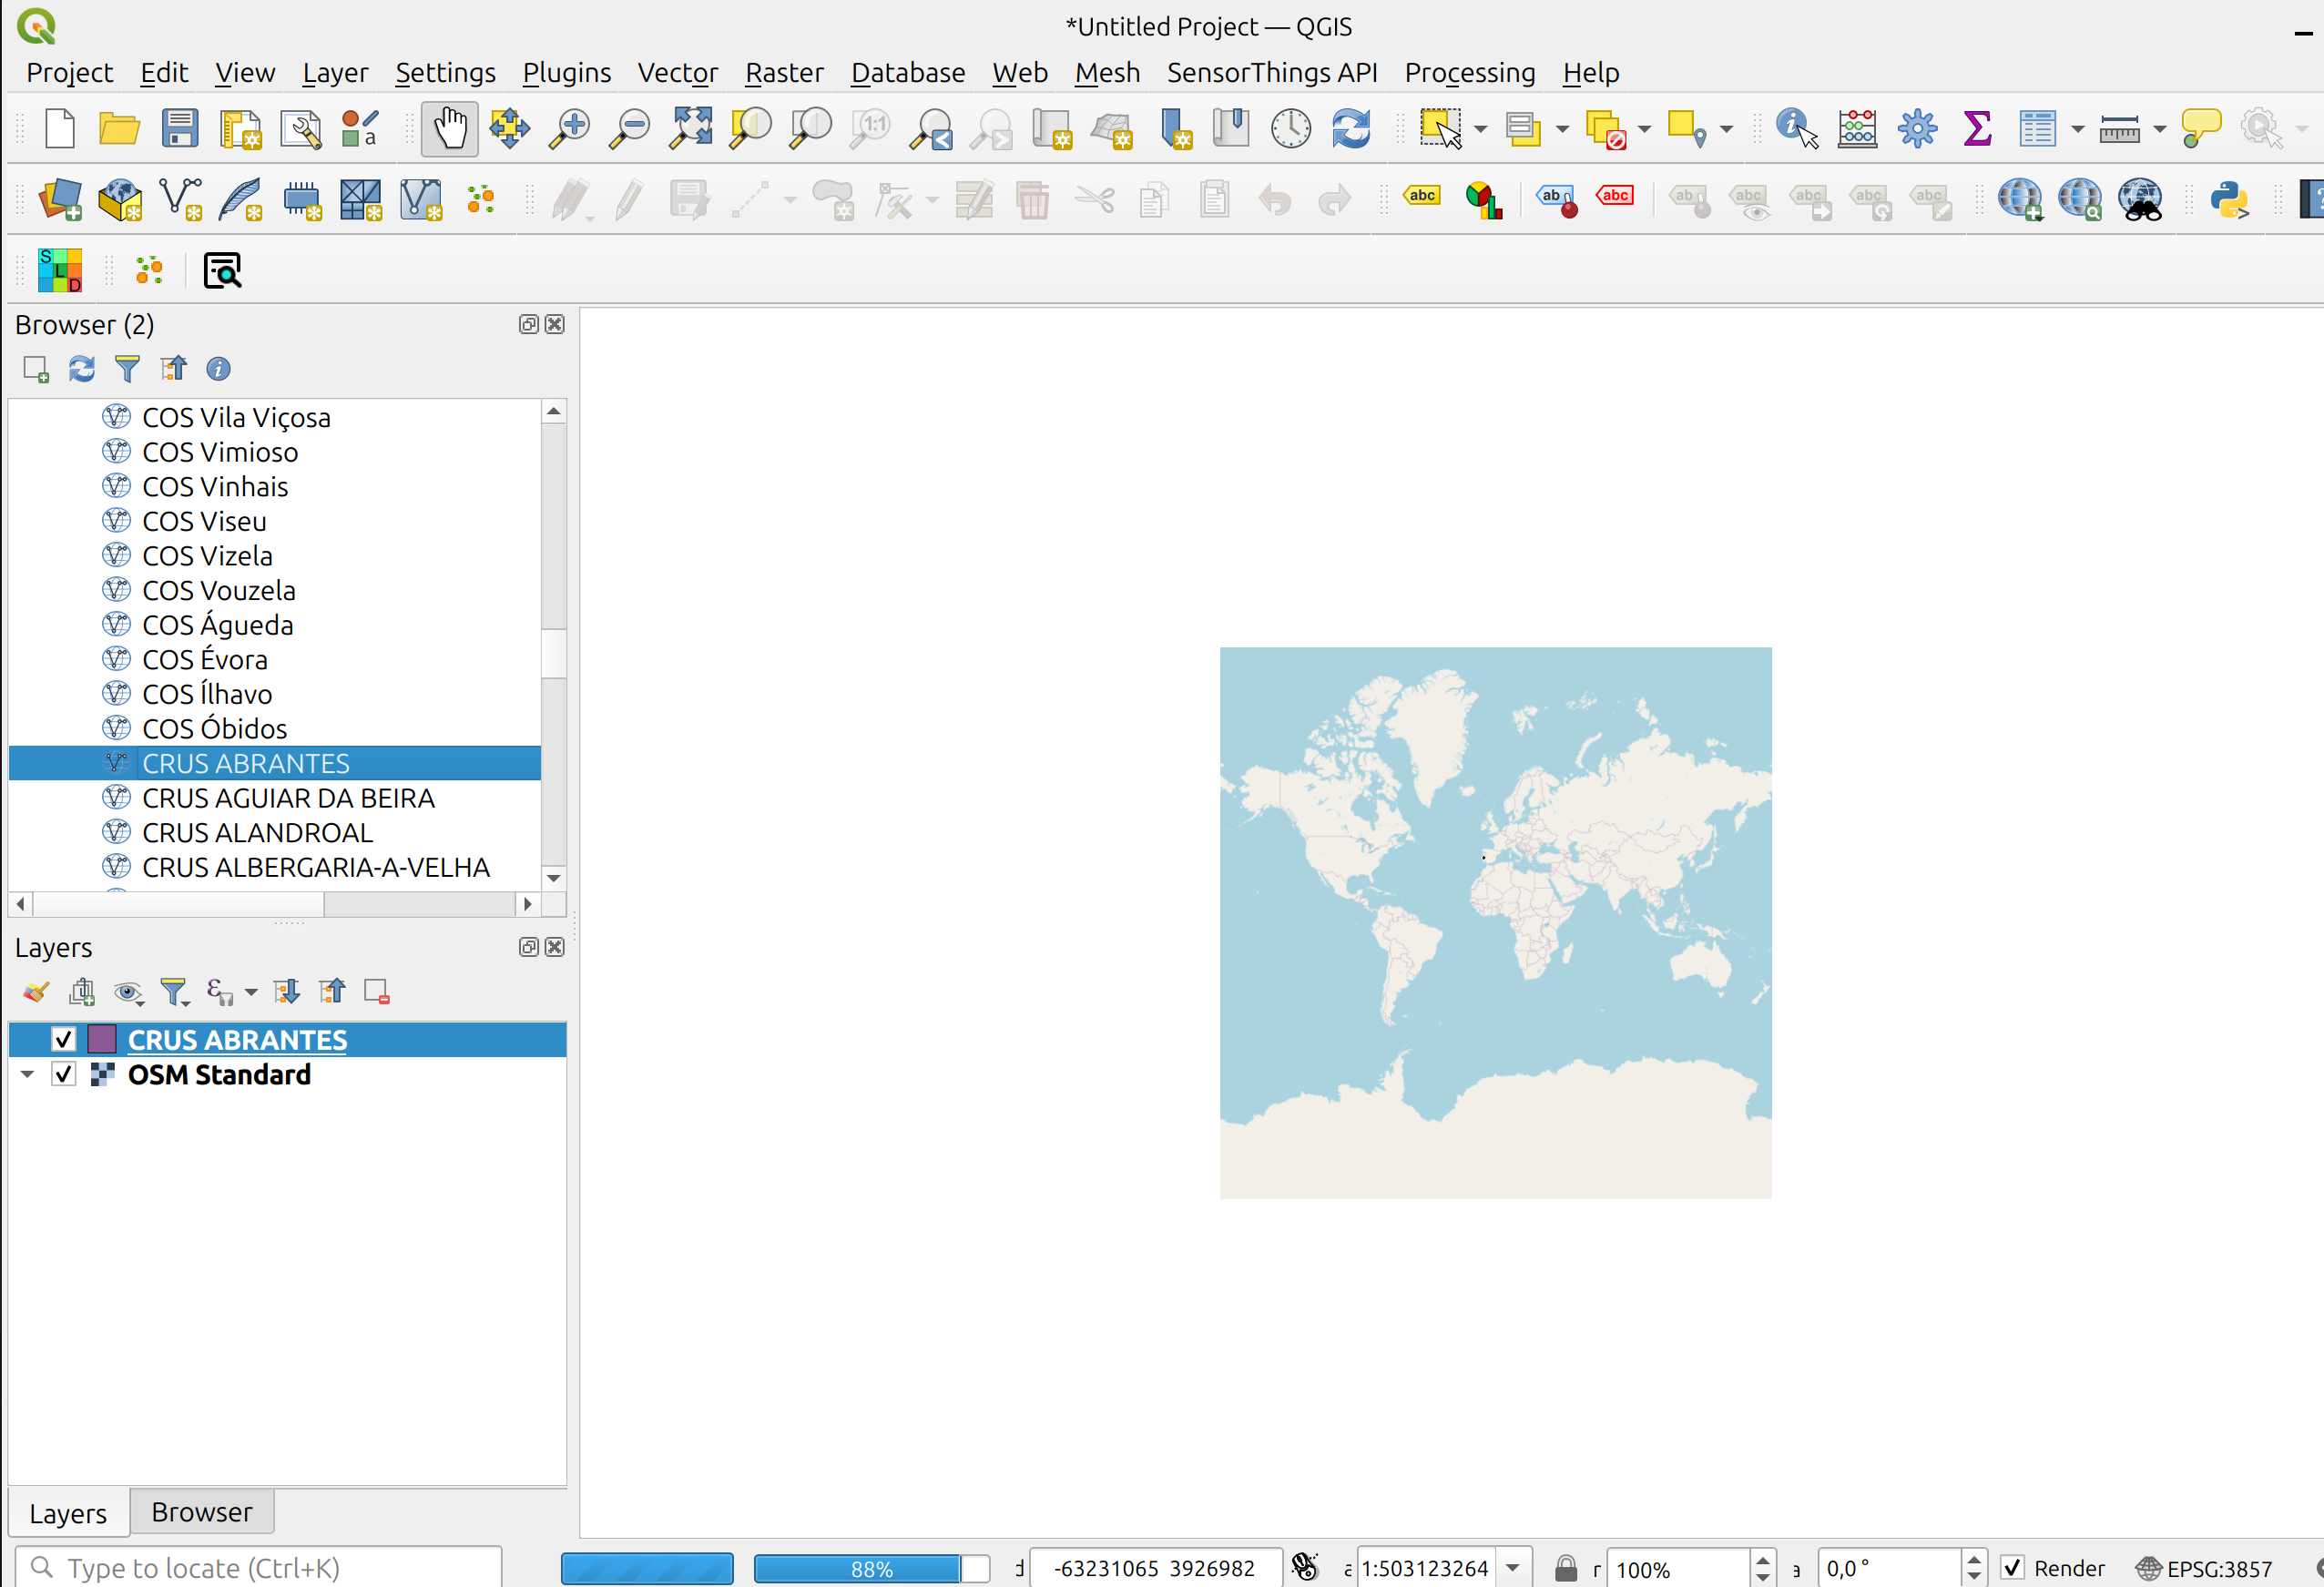 *Untitled Project — QGIS
Project Edit View Layer Settings Plugins Vector Raster Database Web Mesh SensorThings API Processing Help
a
1:1
abc abc abc
S
L
D
Browser (2)
COS Vila Viçosa
COS Vimioso
COS Vinhais
COS Viseu
COS Vizela
COS Vouzela
COS Águeda
COS Évora
COS Ílhavo
COS Óbidos
CRUS ABRANTES
CRUS AGUIAR DA BEIRA
CRUS ALANDROAL
CRUS ALBERGARIA-A-VELHA
Layers
CRUS ABRANTES
OSM Standard
Layers Browser
Type to locate (Ctrl+K) 88% -63231065 3926982 1:503123264 100% 0,0 ° Render EPSG:3857